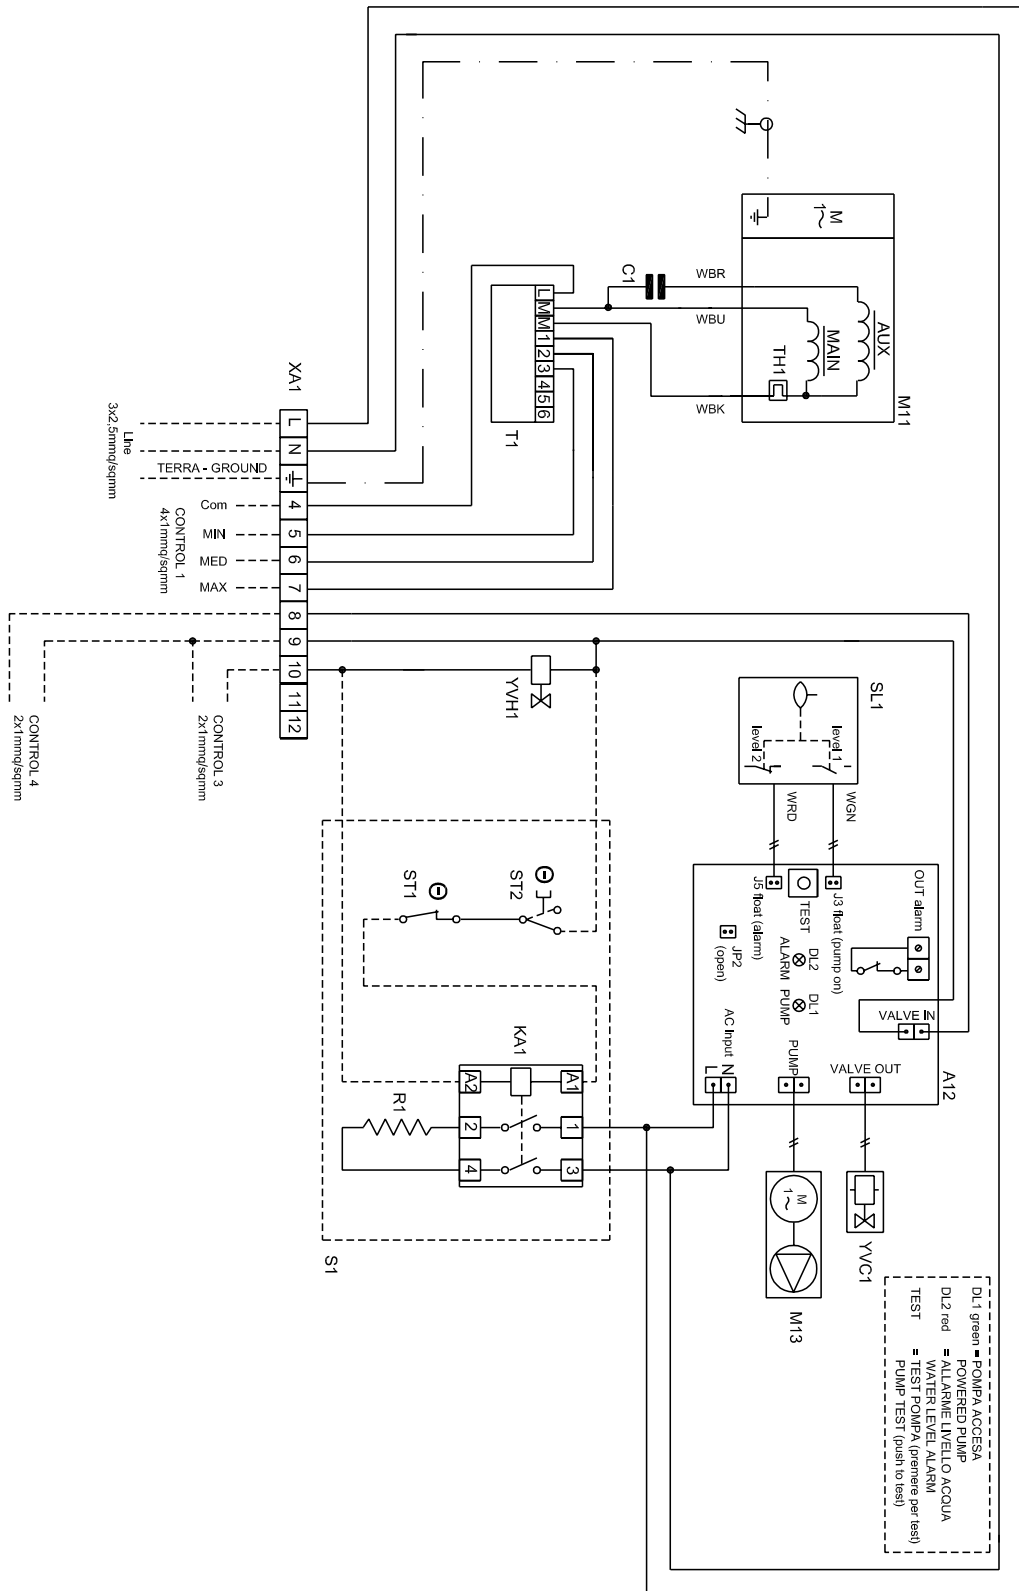 M
1~
M11
AUX
MAIN
TH1
C1
WBR
WBU
WBK
L
M
M
1
2
3
4
5
6
T1
XA1
L
N
4
5
6
7
8
9
10
11
12
Line
3x2,5mmq/sqmm
TERRA - GROUND
Com
MIN
MED
MAX
CONTROL 1
4x1mmq/sqmm
CONTROL 3
2x1mmq/sqmm
CONTROL 4
2x1mmq/sqmm
YVH1
SL1
level 1
level 2
WGN
WRD
OUT alarm
J3 float (pump on)
TEST
J5 float (alarm)
DL2
ALARM
DL1
PUMP
JP2
(open)
VALVE IN
VALVE OUT
PUMP
AC Input
N
L
A12
ST2
ST1
KA1
A1
A2
1
2
3
4
R1
S1
M
1~
M13
YVC1
DL1 green = POMPA ACCESA
POWERED PUMP
DL2 red = ALLARME LIVELLO ACQUA
WATER LEVEL ALARM
TEST = TEST POMPA (premere per test)
PUMP TEST (push to test)